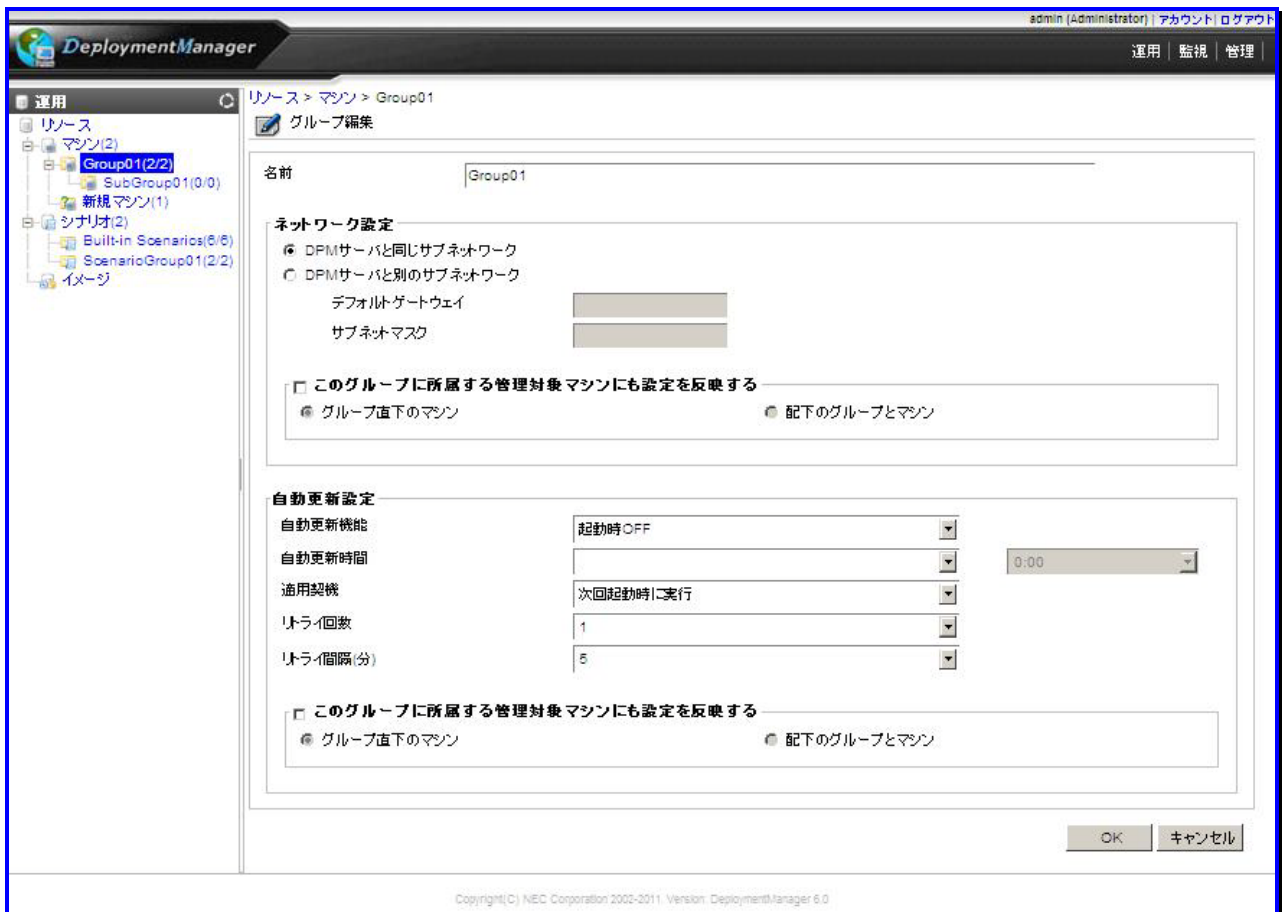 admin (Administrator) | アカウント | ログアウト
DeploymentManager
運用 | 監視 | 管理 |
運用
リソース
マシン(2)
Group01(2/2)
SubGroup01(0/0)
新規マシン(1)
シナリオ(2)
Built-in Scenarios(6/6)
ScenarioGroup01(2/2)
イメージ
リソース > マシン > Group01
グループ編集
名前 Group01
ネットワーク設定
DPMサーバと同じサブネットワーク
DPMサーバと別のサブネットワーク
デフォルトゲートウェイ
サブネットマスク
このグループに所属する管理対象マシンにも設定を反映する
グループ直下のマシン 配下のグループとマシン
自動更新設定
自動更新機能 起動時OFF
自動更新時間 0:00
適用契機 次回起動時に実行
リトライ回数 1
リトライ間隔(分) 5
このグループに所属する管理対象マシンにも設定を反映する
グループ直下のマシン 配下のグループとマシン
OK キャンセル
Copyright(C) NEC Corporation 2002-2011. Version: DeploymentManager 6.0